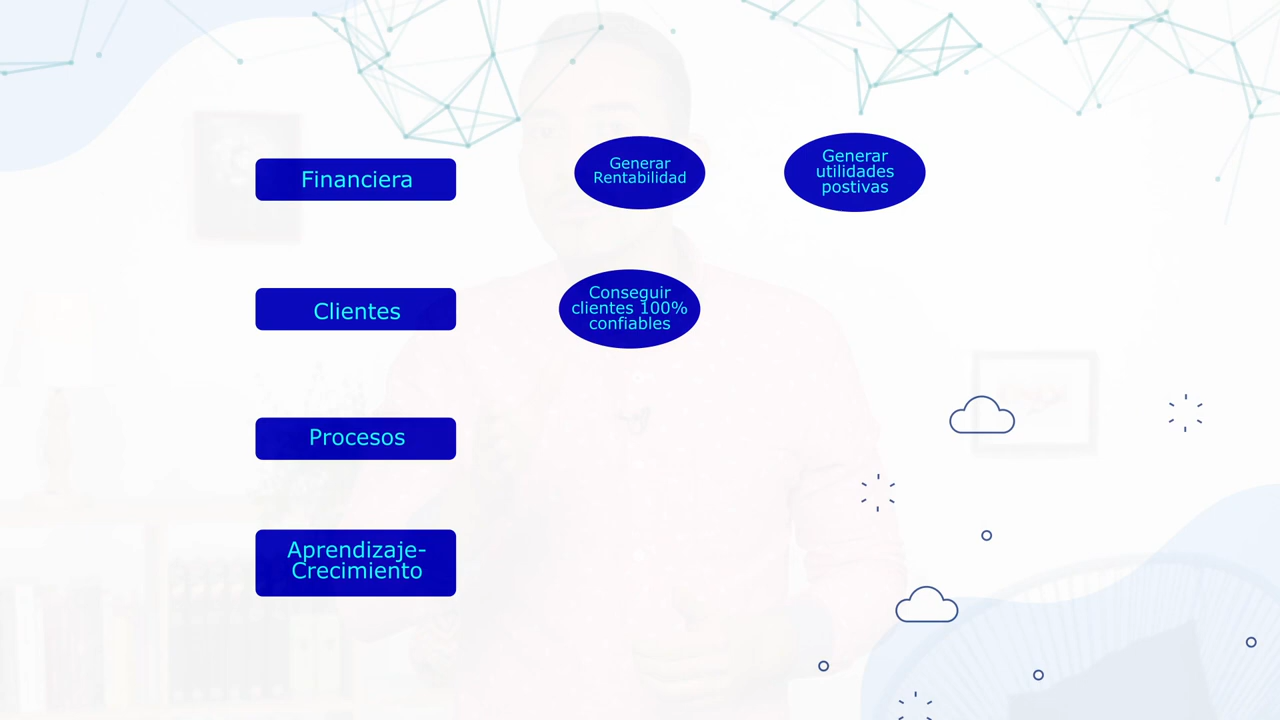 Financiera
Generar
Rentabilidad
Generar
utilidades
postivas
Clientes
Conseguir
clientes 100%
confiables
Procesos
Aprendizaje-
Crecimiento